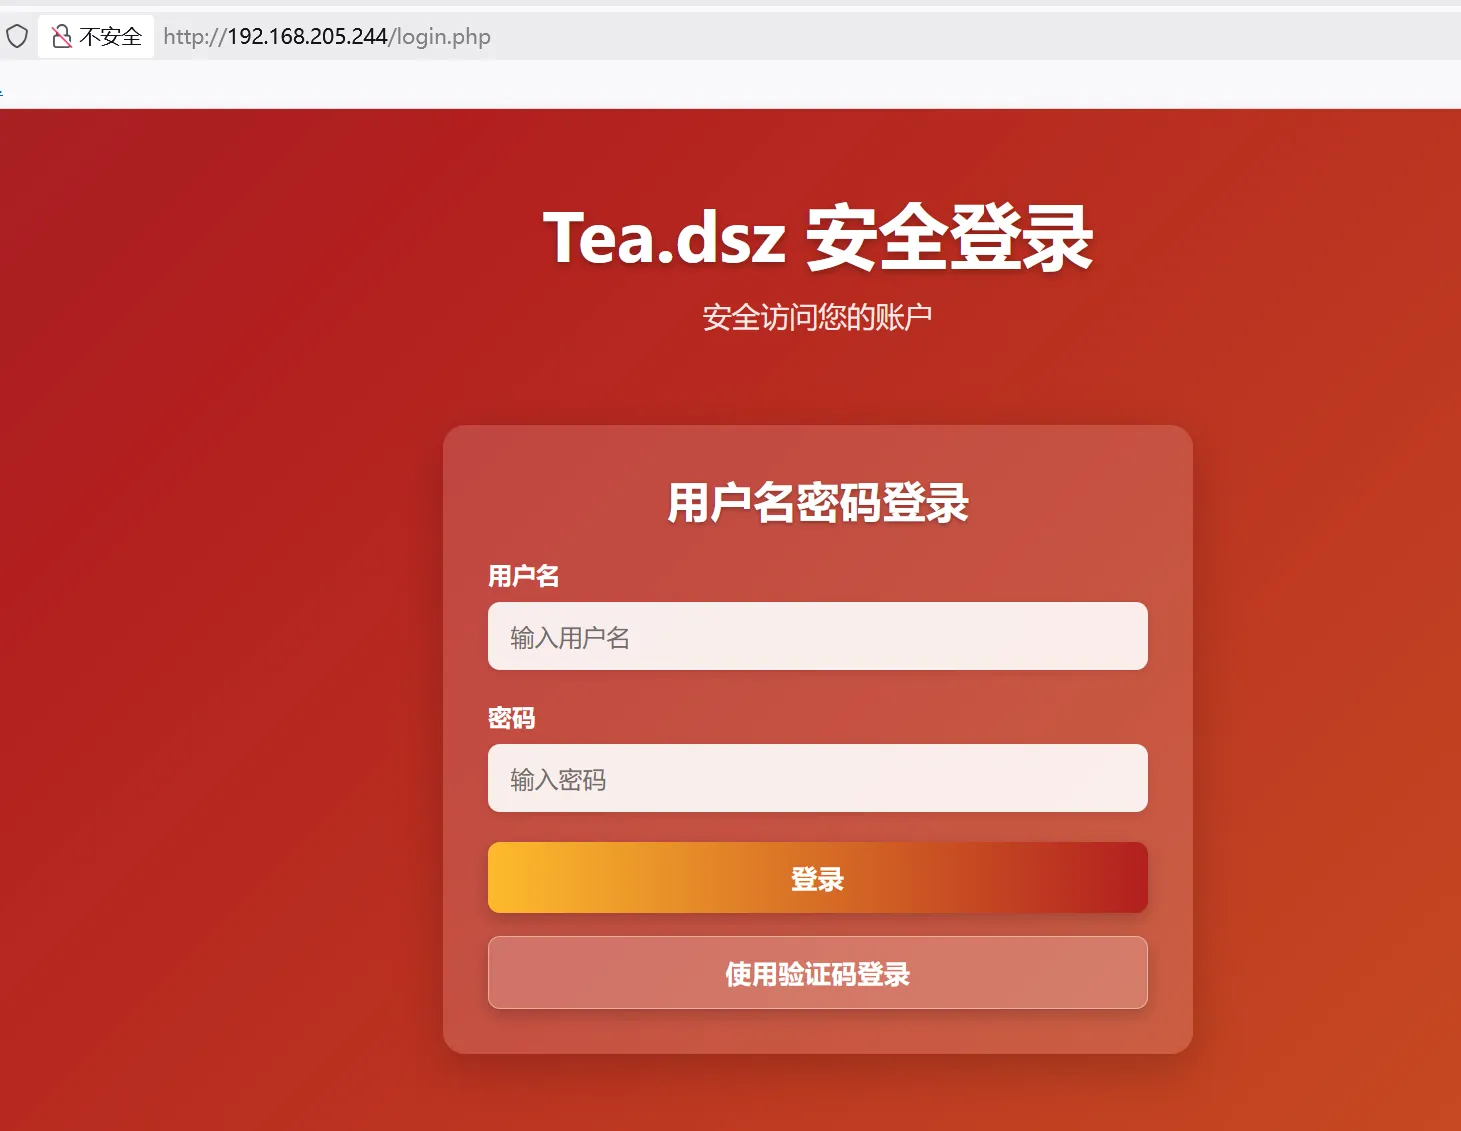 不安全 http://192.168.205.244/login.php
Tea.dsz 安全登录
安全访问您的账户
用户名密码登录
用户名
输入用户名
密码
输入密码
登录
使用验证码登录